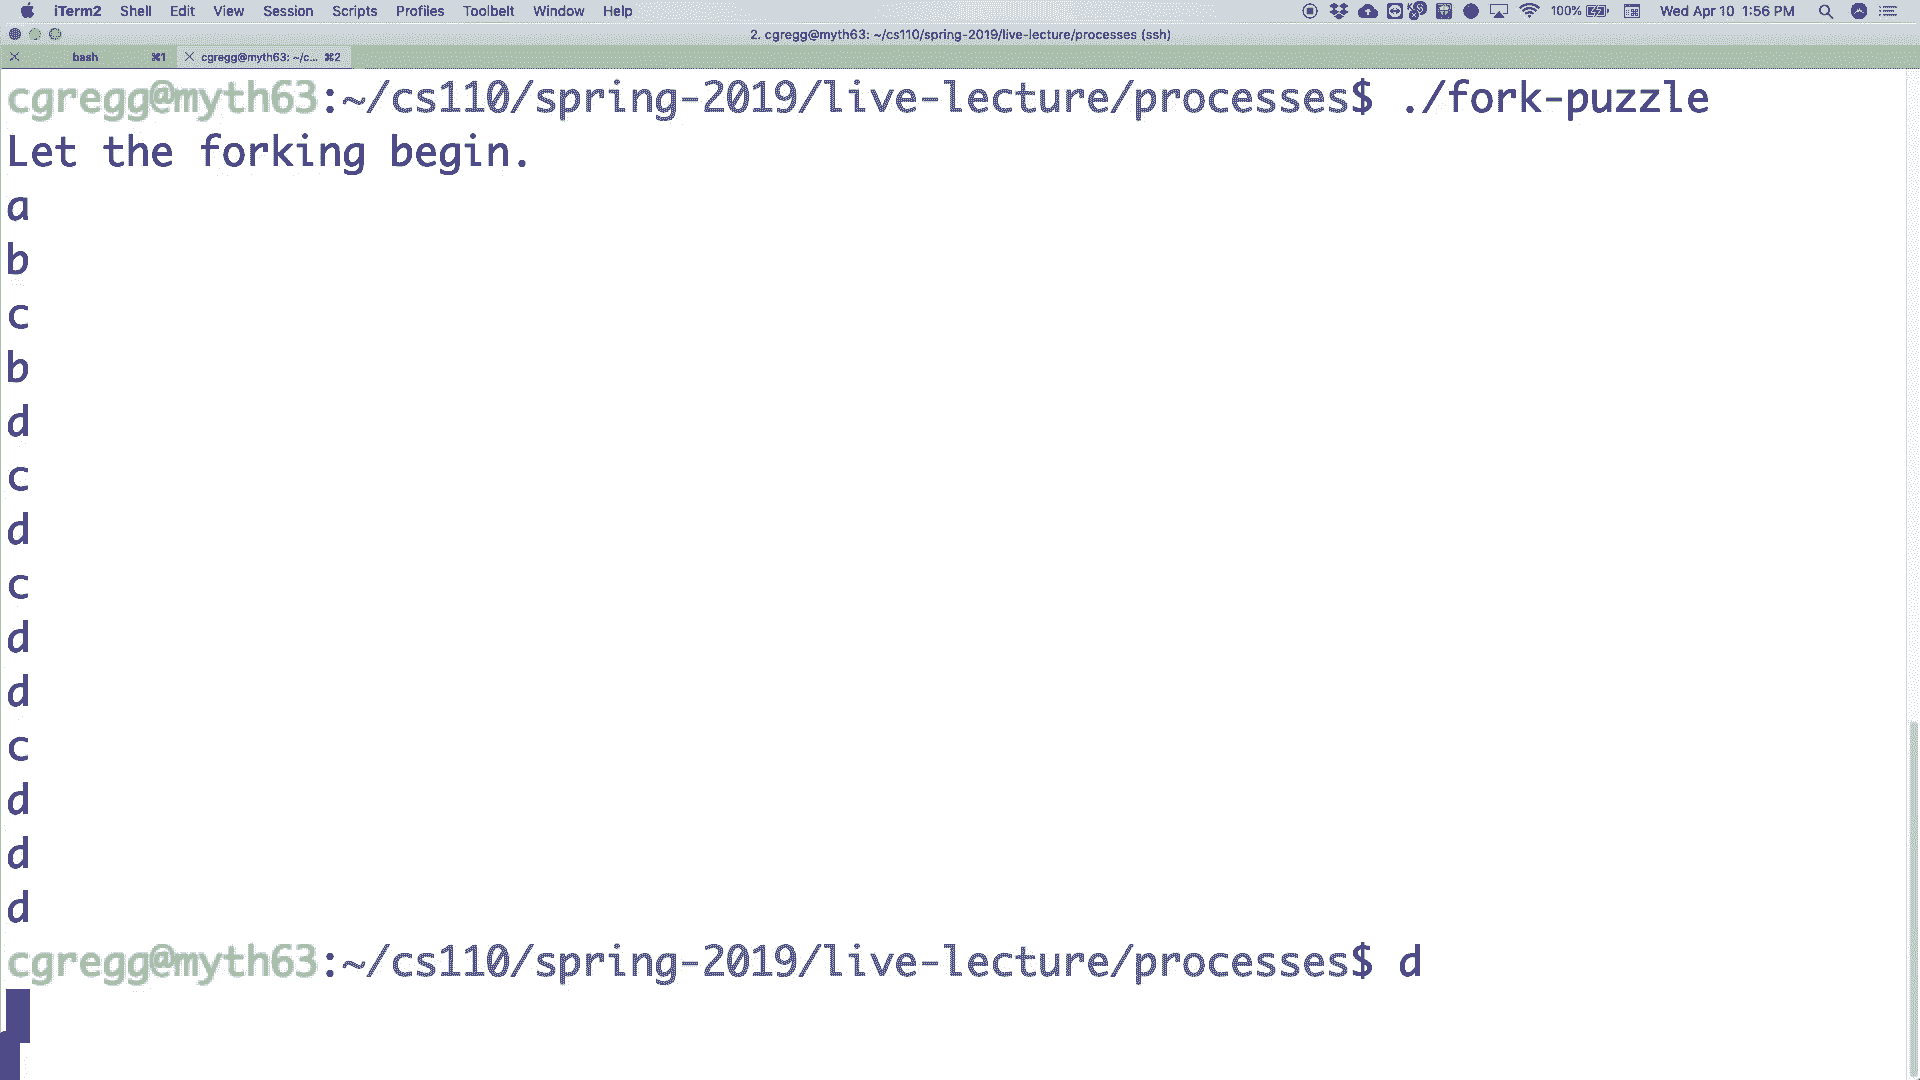 iTerm2 Shell Edit View Session Scripts Profiles Toolbelt Window Help 100% Wed Apr 10 1:56 PM
2. cgregg@myth63: ~/cs110/spring-2019/live-lecture/processes (ssh)
bash ⌘1 cgregg@myth63: ~/c... ⌘2
cgregg@myth63:~/cs110/spring-2019/live-lecture/processes$ ./fork-puzzle
Let the forking begin.
a
b
c
b
d
c
d
c
d
d
c
d
d
d
cgregg@myth63:~/cs110/spring-2019/live-lecture/processes$ d